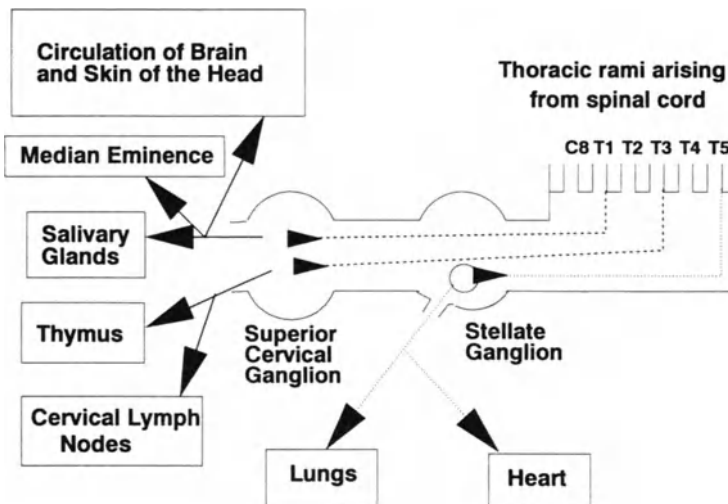 Circulation of Brain
and Skin of the Head
Thoracic rami arising
from spinal cord
Median Eminence
C8 T1 T2 T3 T4 T5
Salivary
Glands
Thymus
Superior
Cervical
Ganglion
Stellate
Ganglion
Cervical Lymph
Nodes
Lungs
Heart